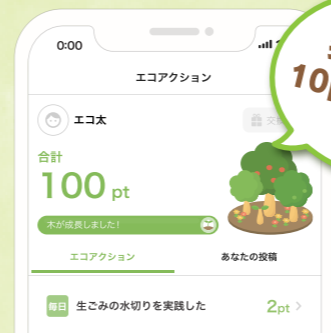 0:00
エコアクション
エコ太
合計
100 pt
木が成長しました!
エコアクション
あなたの投稿
毎日
生ごみの水切りを実践した
2pt